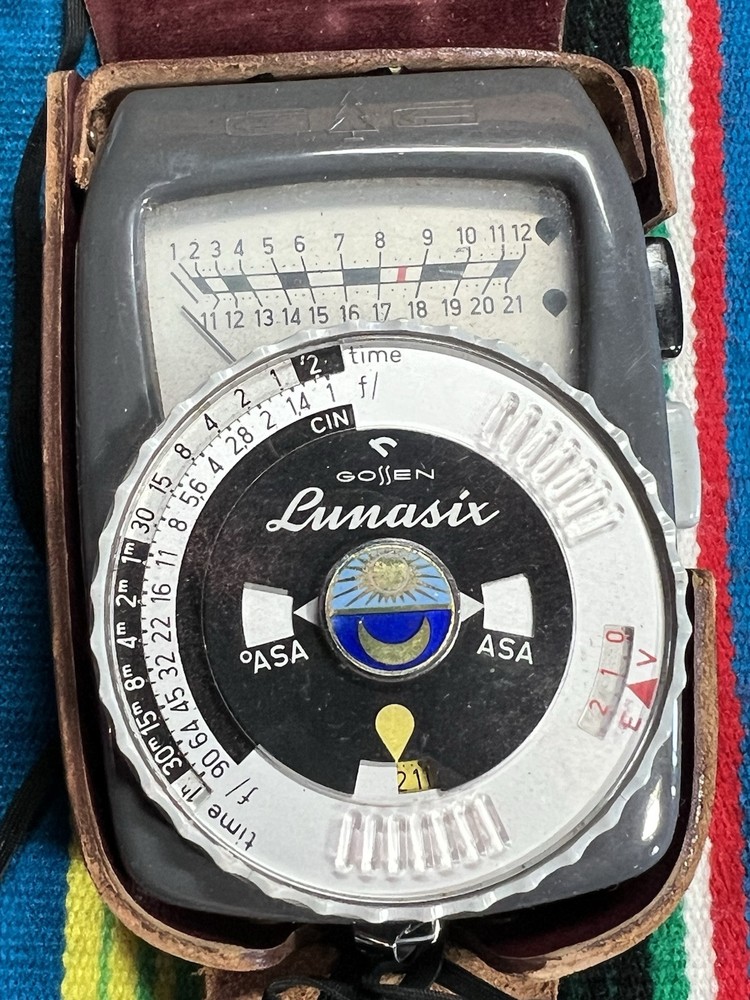 1 2 3 4 5 6 7 8 9 10 11 12
11 12 13 14 15 16 17 18 19 20 21
time ½ 1 2 4 8 15 30 1m 2m 4m 8m 15m 30m 1h time
f/ 1 1.4 2 2.8 4 5.6 8 11 16 22 32 45 64 90 f/
CIN
GOSSEN
Lunasix
°ASA
ASA
2 1 0
E V
21